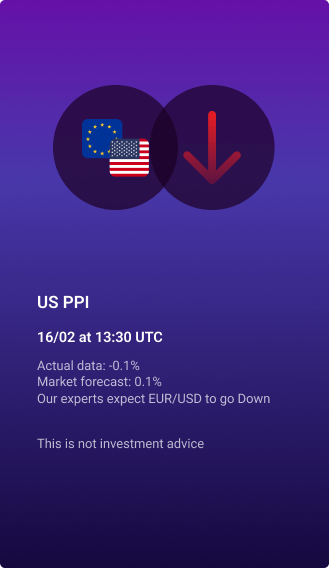 US PPI
16/02 at 13:30 UTC
Actual data: -0.1%
Market forecast: 0.1%
Our experts expect EUR/USD to go Down
This is not investment advice